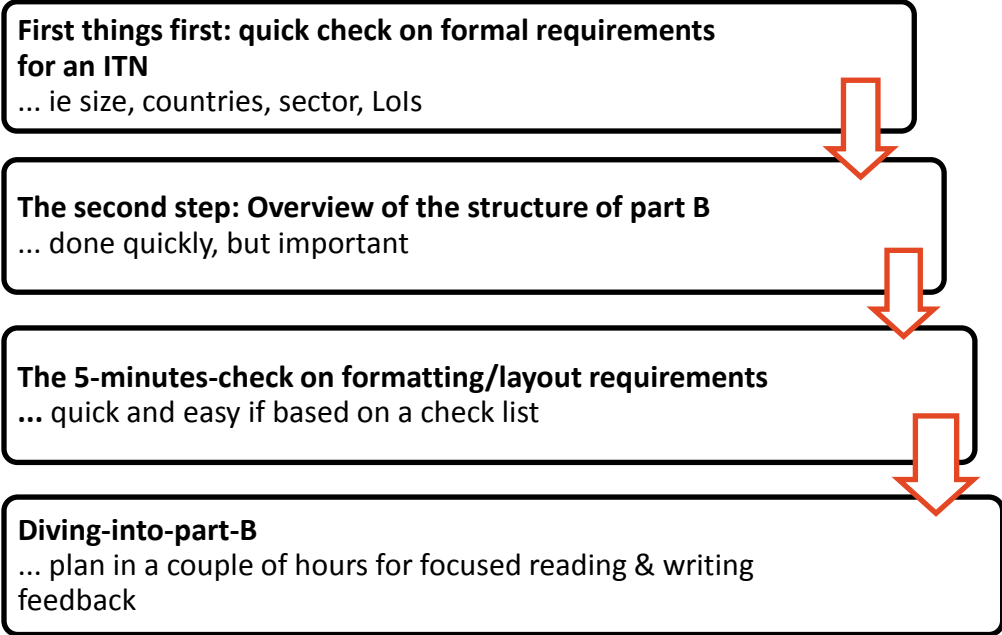 First things first: quick check on formal requirements
for an ITN
... ie size, countries, sector, LoIs
The second step: Overview of the structure of part B
... done quickly, but important
The 5-minutes-check on formatting/layout requirements
... quick and easy if based on a check list
Diving-into-part-B
... plan in a couple of hours for focused reading & writing
feedback